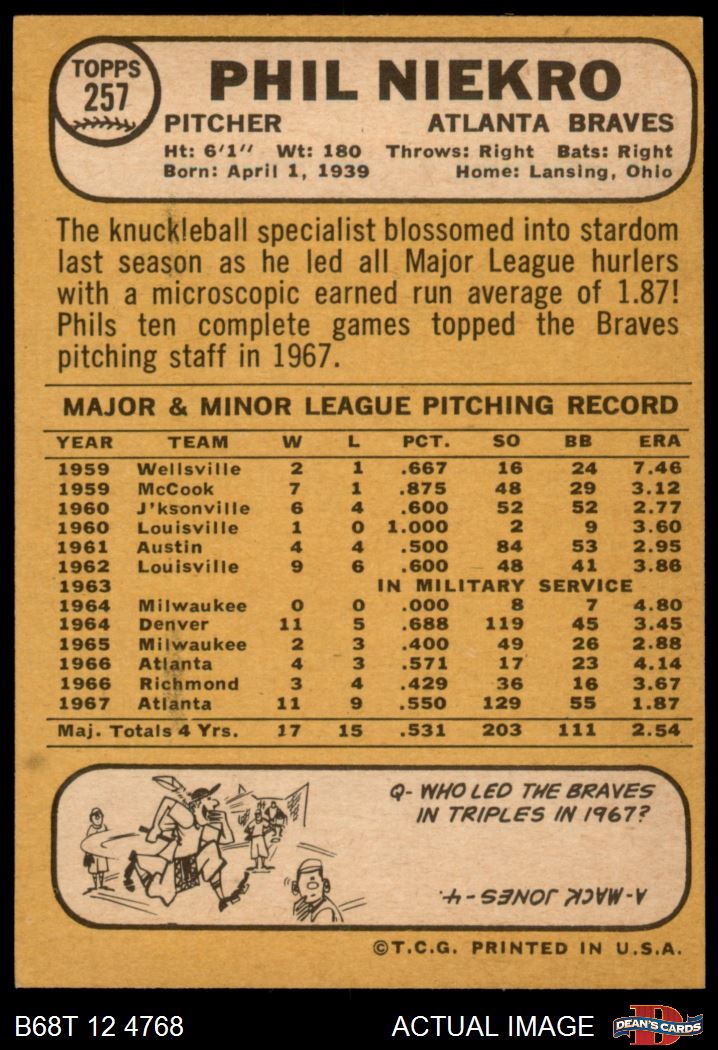 TOPPS
257
PHIL NIEKRO
PITCHER ATLANTA BRAVES
Ht: 6'1" Wt: 180 Throws: Right Bats: Right
Born: April 1, 1939 Home: Lansing, Ohio
The knuckleball specialist blossomed into stardom
last season as he led all Major League hurlers
with a microscopic earned run average of 1.87!
Phils ten complete games topped the Braves
pitching staff in 1967.
MAJOR & MINOR LEAGUE PITCHING RECORD
YEAR TEAM W L PCT. SO BB ERA
1959 Wellsville 2 1 .667 16 24 7.46
1959 McCook 7 1 .875 48 29 3.12
1960 J'ksonville 6 4 .600 52 52 2.77
1960 Louisville 1 0 1.000 2 9 3.60
1961 Austin 4 4 .500 84 53 2.95
1962 Louisville 9 6 .600 48 41 3.86
1963 IN MILITARY SERVICE
1964 Milwaukee 0 0 .000 8 7 4.80
1964 Denver 11 5 .688 119 45 3.45
1965 Milwaukee 2 3 .400 49 26 2.88
1966 Atlanta 4 3 .571 17 23 4.14
1966 Richmond 3 4 .429 36 16 3.67
1967 Atlanta 11 9 .550 129 55 1.87
Maj. Totals 4 Yrs. 17 15 .531 203 111 2.54
Q- WHO LED THE BRAVES
IN TRIPLES IN 1967?
A- MACK JONES - 4.
©T.C.G. PRINTED IN U.S.A.
B68T 12 4768 ACTUAL IMAGE DEAN'S CARDS